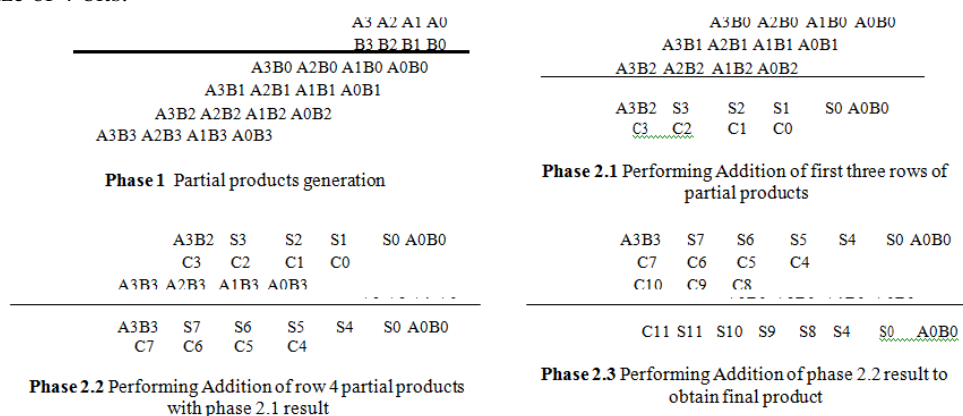 A3 A2 A1 A0
B3 B2 B1 B0
A3B0 A2B0 A1B0 A0B0
A3B1 A2B1 A1B1 A0B1
A3B2 A2B2 A1B2 A0B2
A3B3 A2B3 A1B3 A0B3
Phase 1 Partial products generation
A3B0 A2B0 A1B0 A0B0
A3B1 A2B1 A1B1 A0B1
A3B2 A2B2 A1B2 A0B2
A3B2 S3 S2 S1 S0 A0B0
C3 C2 C1 C0
Phase 2.1 Performing Addition of first three rows of
partial products
A3B2 S3 S2 S1 S0 A0B0
C3 C2 C1 C0
A3B3 A2B3 A1B3 A0B3
A3B3 S7 S6 S5 S4 S0 A0B0
C7 C6 C5 C4
Phase 2.2 Performing Addition of row 4 partial products
with phase 2.1 result
A3B3 S7 S6 S5 S4 S0 A0B0
C7 C6 C5 C4
C10 C9 C8
C11 S11 S10 S9 S8 S4 S0 A0B0
Phase 2.3 Performing Addition of phase 2.2 result to
obtain final product